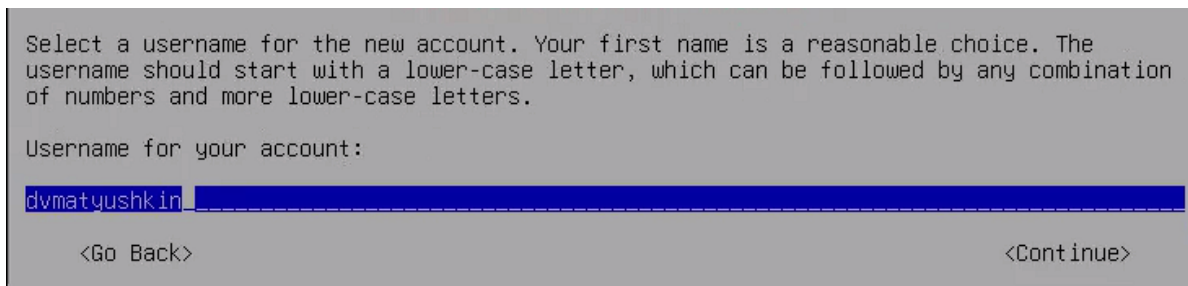 Select a username for the new account. Your first name is a reasonable choice. The
username should start with a lower-case letter, which can be followed by any combination
of numbers and more lower-case letters.
Username for your account:
dvmatyushkin
<Go Back> <Continue>